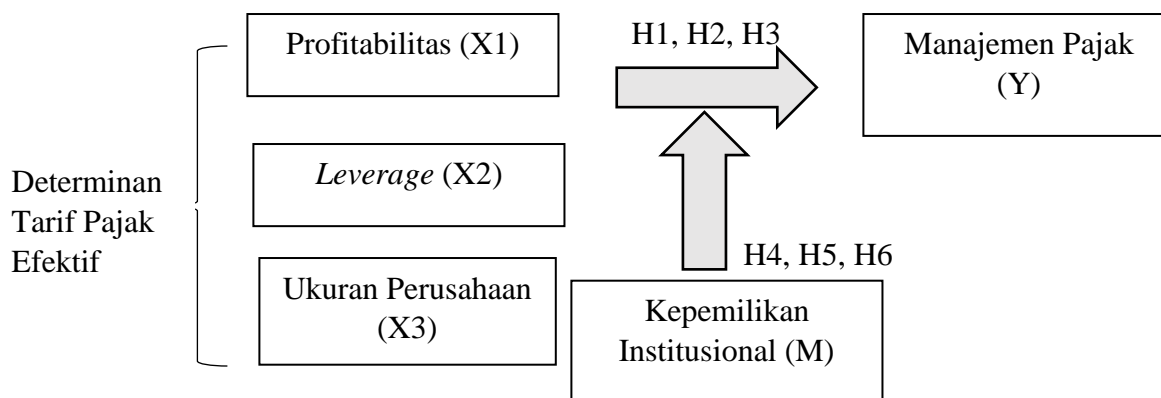 Profitabilitas (X1)
H1, H2, H3
Manajemen Pajak
(Y)
Determinan
Tarif Pajak
Efektif
Leverage (X2)
H4, H5, H6
Ukuran Perusahaan
(X3)
Kepemilikan
Institusional (M)